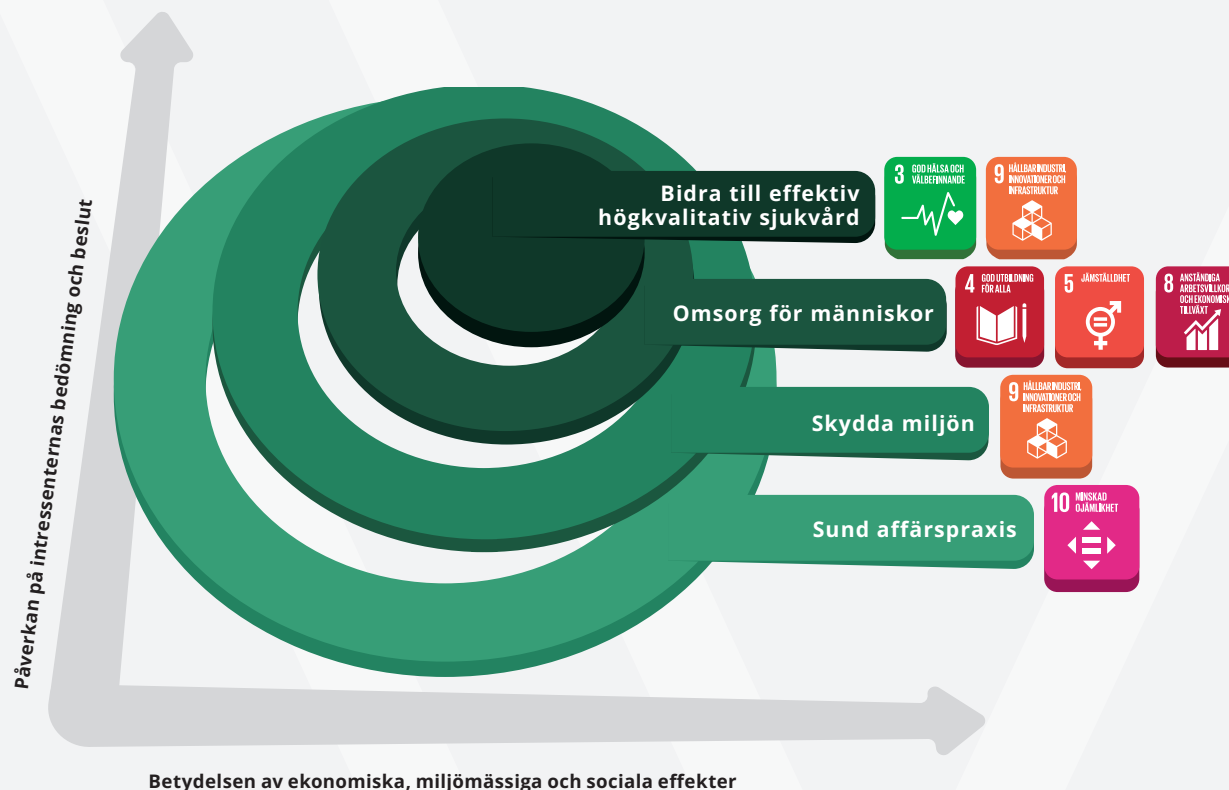 Påverkan på intressenternas bedömning och beslut
Bidra till effektiv
högkvalitativ sjukvård
3 GOD HÄLSA OCH
VÄLBEFINNANDE
9 HÅLLBAR INDUSTRI,
INNOVATIONER OCH
INFRASTRUKTUR
Omsorg för människor
4 GOD UTBILDNING
FÖR ALLA
5 JÄMSTÄLLDHET
8 ANSTÄNDIGA
ARBETSVILLKOR
OCH EKONOMISK
TILLVÄXT
Skydda miljön
9 HÅLLBAR INDUSTRI,
INNOVATIONER OCH
INFRASTRUKTUR
Sund affärspraxis
10 MINSKAD
OJÄMLIKHET
Betydelsen av ekonomiska, miljömässiga och sociala effekter